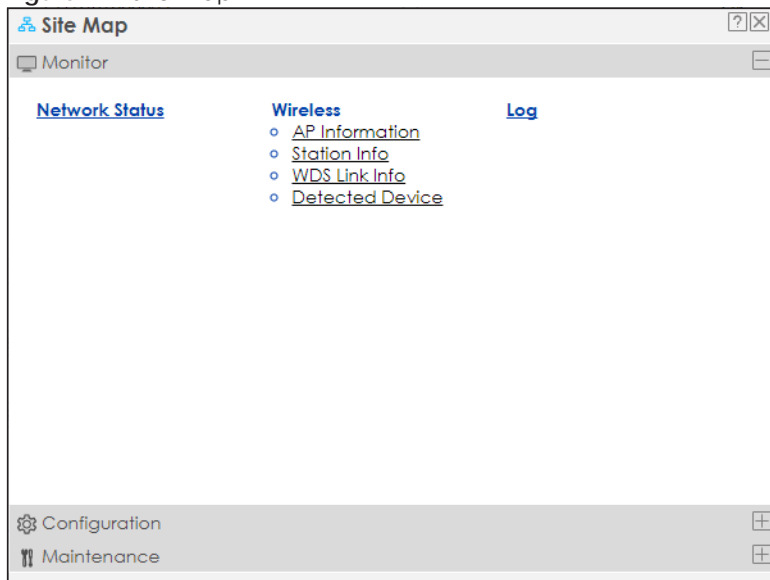 Site Map
Monitor
Network Status
Wireless
AP Information
Station Info
WDS Link Info
Detected Device
Log
Configuration
Maintenance